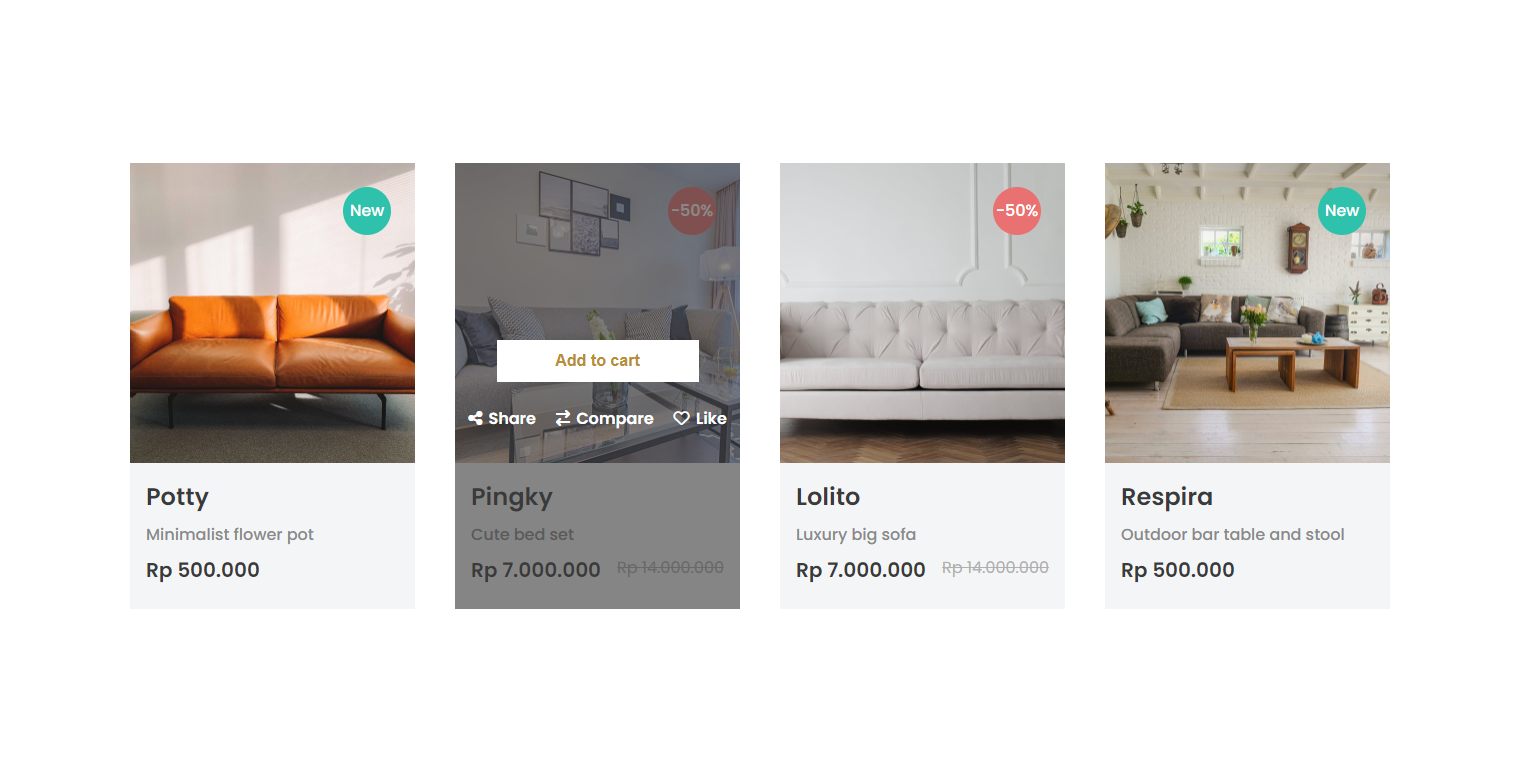 New
Potty
Minimalist flower pot
Rp 500.000
-50%
Add to cart
Share Compare Like
Pingky
Cute bed set
Rp 7.000.000 Rp 14.000.000
-50%
Lolito
Luxury big sofa
Rp 7.000.000 Rp 14.000.000
New
Respira
Outdoor bar table and stool
Rp 500.000